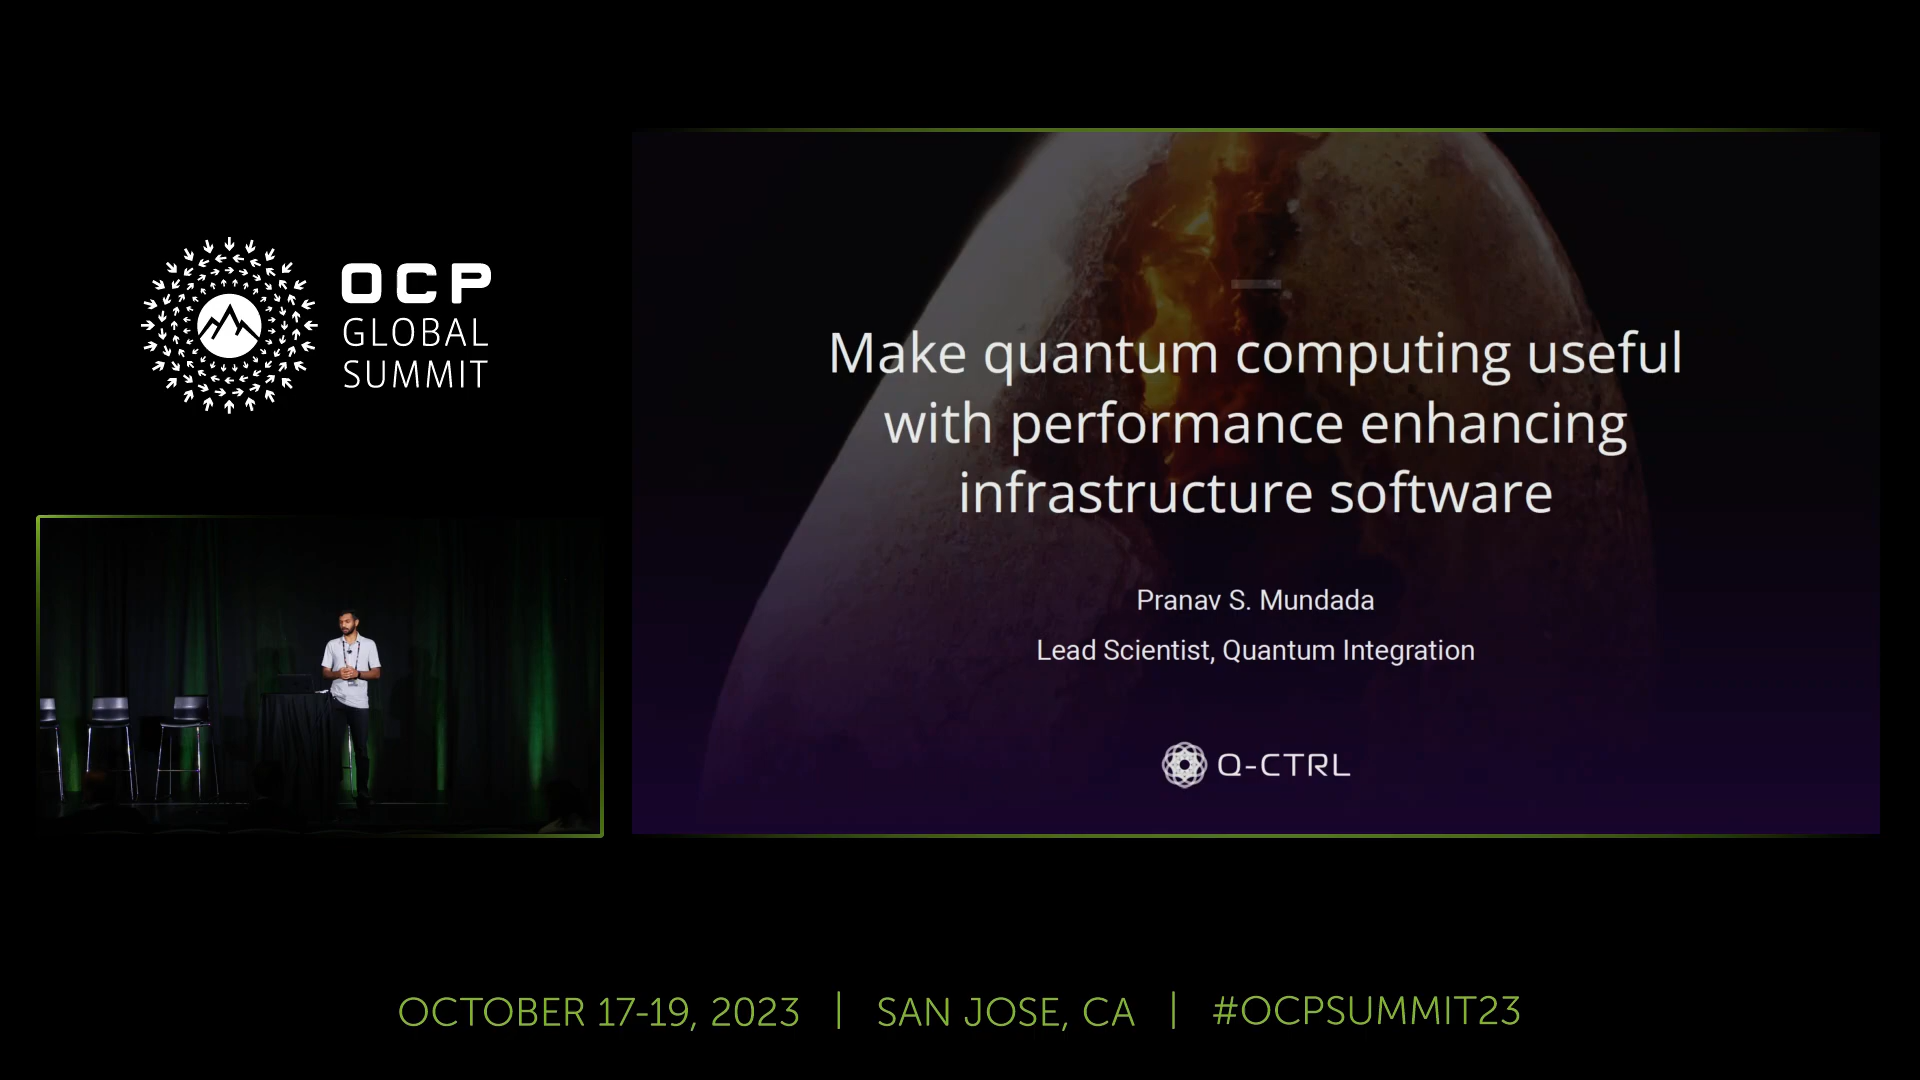 OCP
GLOBAL
SUMMIT
Make quantum computing useful
with performance enhancing
infrastructure software
Pranav S. Mundada
Lead Scientist, Quantum Integration
Q-CTRL
OCTOBER 17-19, 2023 | SAN JOSE, CA | #OCPSUMMIT23